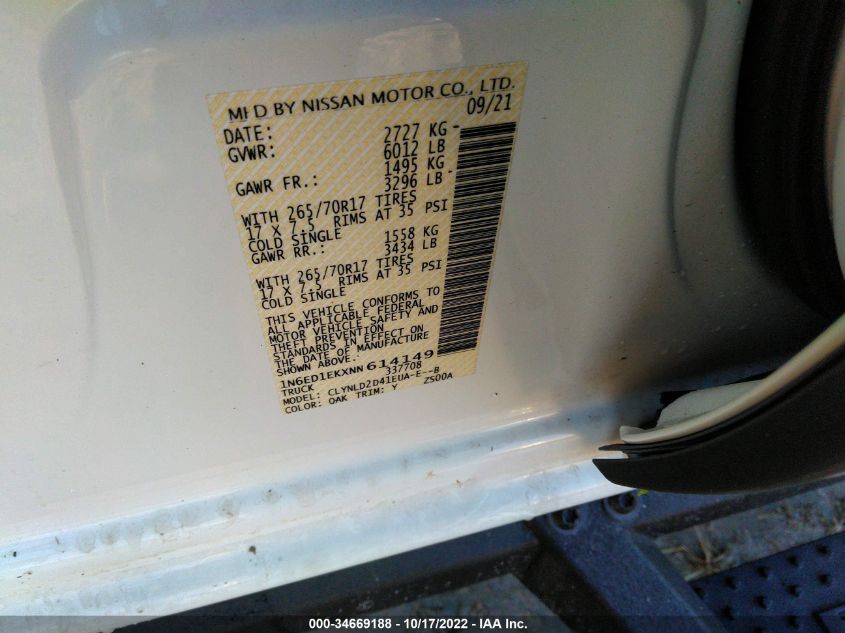 MFD BY NISSAN MOTOR CO., LTD.
DATE: 09/21
GVWR: 2727 KG
6012 LB
GAWR FR.: 1495 KG
3296 LB
WITH 265/70R17 TIRES
17 X 7.5 RIMS AT 35 PSI
COLD SINGLE
GAWR RR.: 1558 KG
3434 LB
WITH 265/70R17 TIRES
17 X 7.5 RIMS AT 35 PSI
COLD SINGLE
THIS VEHICLE CONFORMS TO
ALL APPLICABLE FEDERAL
MOTOR VEHICLE SAFETY AND
THEFT PREVENTION
STANDARDS IN EFFECT ON
THE DATE OF MANUFACTURE
SHOWN ABOVE.
1N6ED1EKXNN614149
TRUCK 337708
MODEL: CLYNLD2D41EUA-E--B
COLOR: OAK TRIM: Y ZS00A
000-34669188 - 10/17/2022 - IAA Inc.